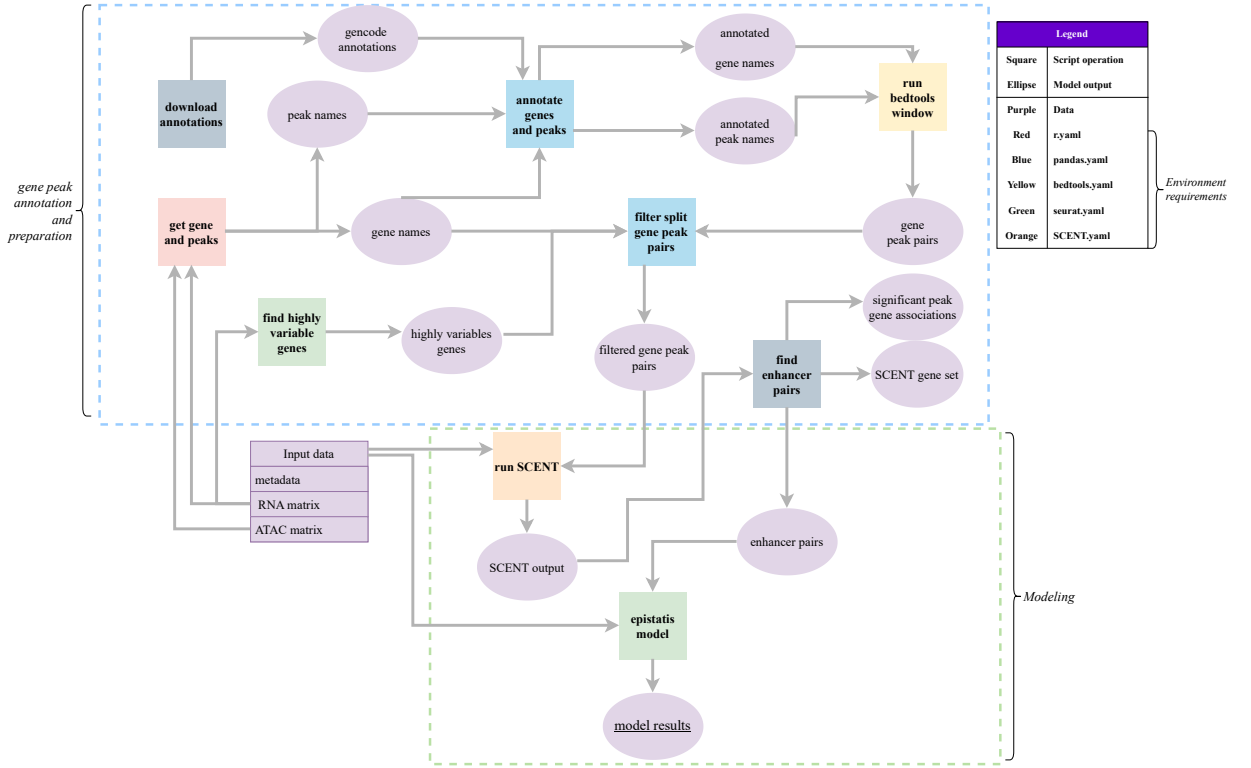 gencode
annotations
download
annotations
peak names
annotate
genes
and peaks
annotated
gene names
annotated
peak names
run
bedtools
window
gene peak
annotation
and
preparation
get gene
and peaks
gene names
filter split
gene peak
pairs
gene
peak pairs
find highly
variable
genes
highly variables
genes
filtered gene peak
pairs
find
enhancer
pairs
significant peak
gene associations
SCENT gene set
Legend
Square Script operation
Ellipse Model output
Purple Data
Red r.yaml
Blue pandas.yaml
Yellow bedtools.yaml
Green seurat.yaml
Orange SCENT.yaml
Environment
requirements
Input data
metadata
RNA matrix
ATAC matrix
run SCENT
SCENT output
enhancer pairs
epistatis
model
model results
Modeling